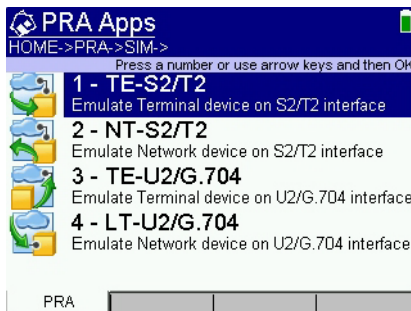 PRA Apps
HOME->PRA->SIM->
Press a number or use arrow keys and then OK
1 - TE-S2/T2
Emulate Terminal device on S2/T2 interface
2 - NT-S2/T2
Emulate Network device on S2/T2 interface
3 - TE-U2/G.704
Emulate Terminal device on U2/G.704 interface
4 - LT-U2/G.704
Emulate Network device on U2/G.704 interface
PRA